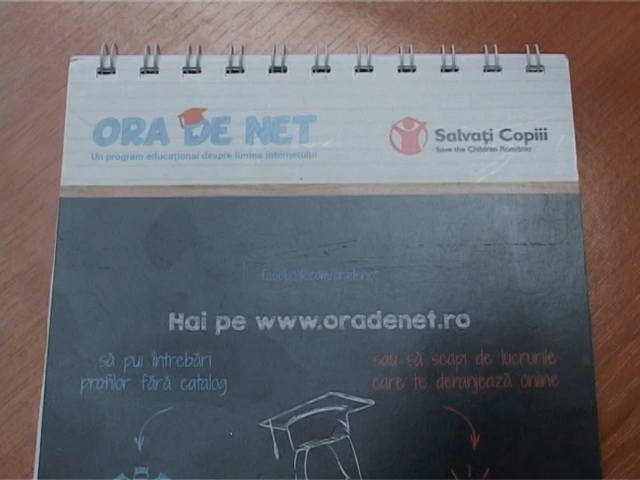 ORA DE NET
Un program educațional despre lumea internetului
Salvați Copiii
Save the Children România
facebook.com/oradenet
Hai pe www.oradenet.ro
să pui întrebări
profilor fără catalog
sau să scapi de lucrurile
care te deranjează online